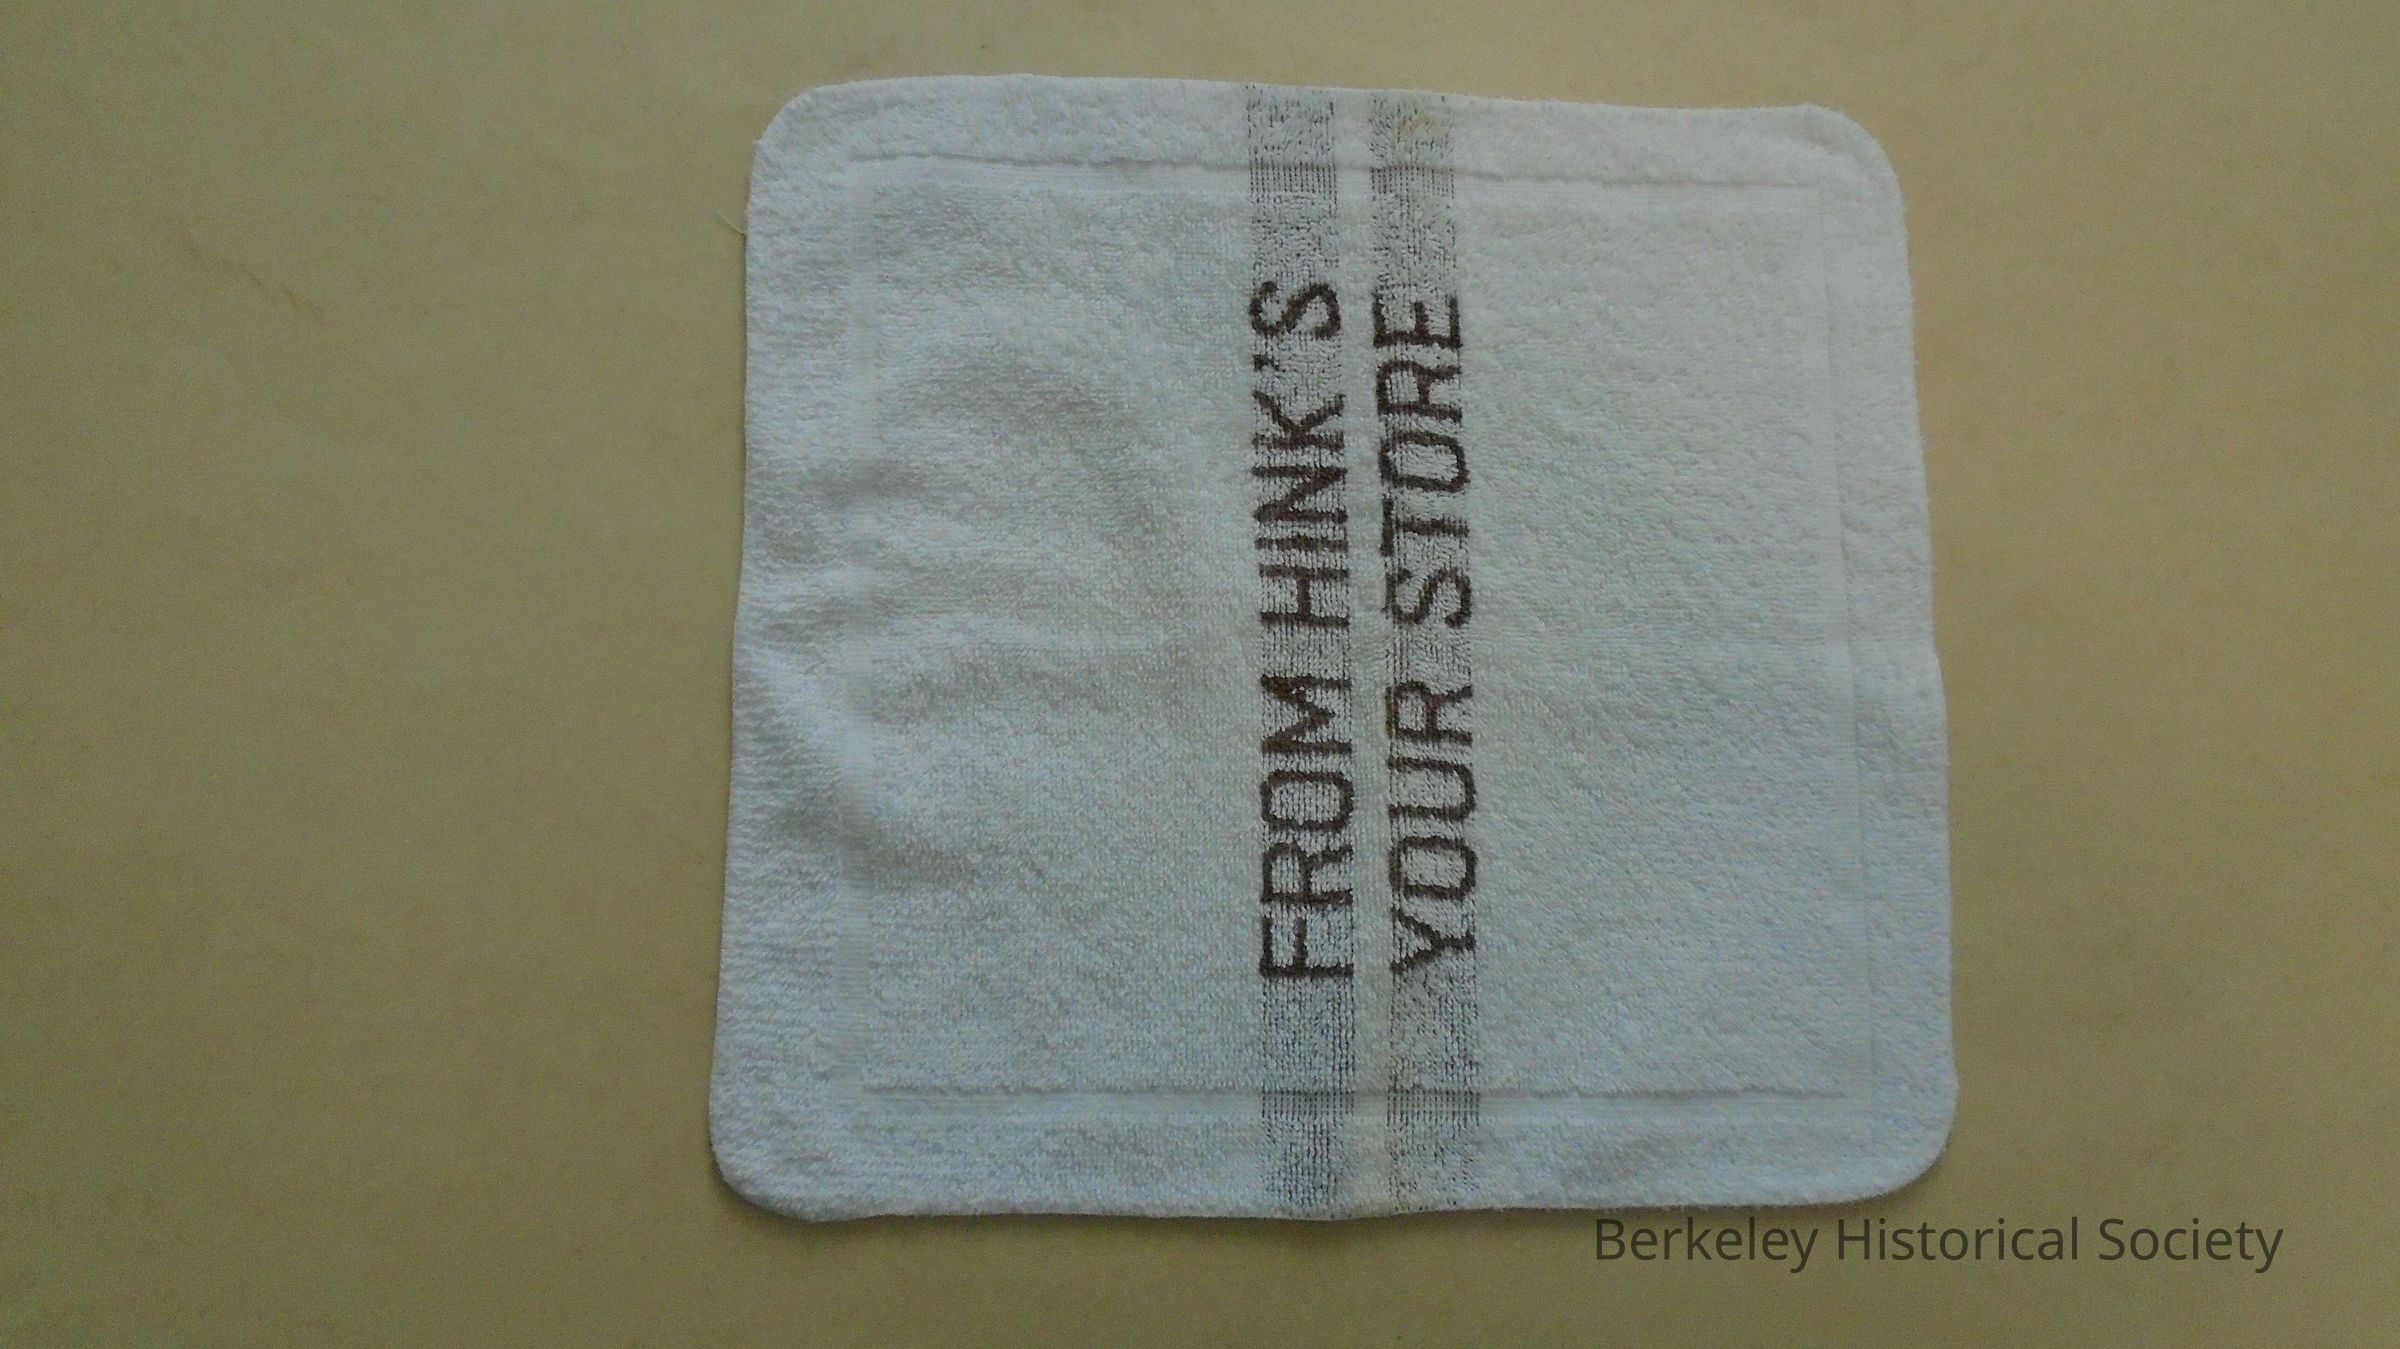 FROM HINK'S
YOUR STORE
Berkeley Historical Society